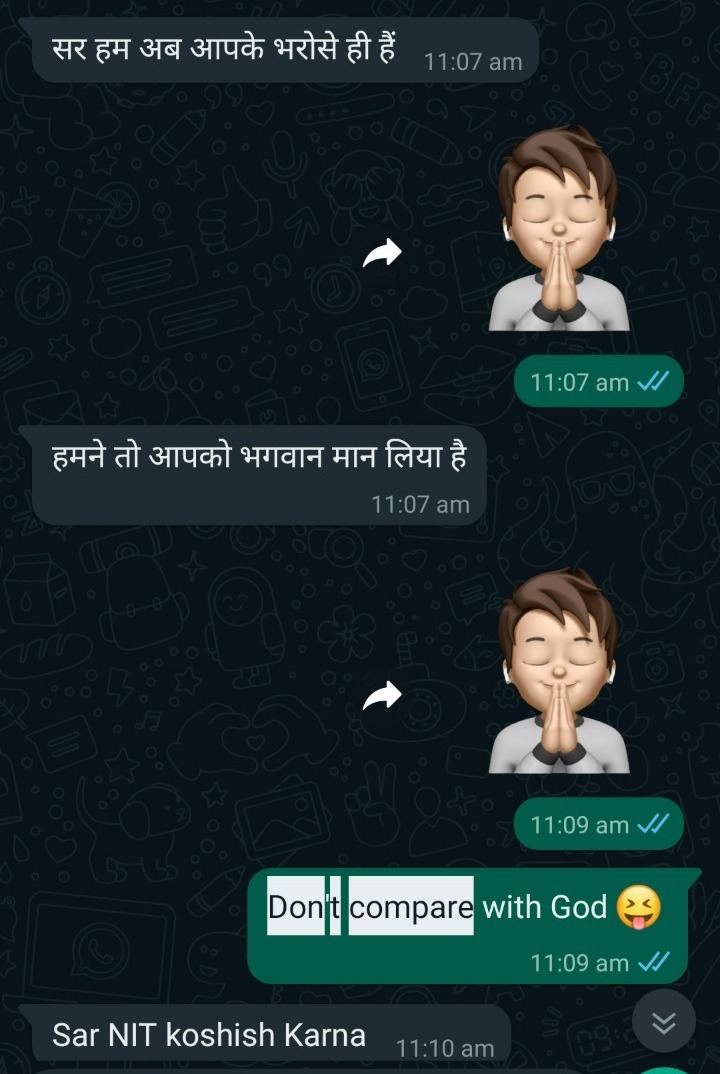 सर हम अब आपके भरोसे ही हैं 11:07 am
11:07 am
हमने तो आपको भगवान मान लिया है
11:07 am
11:09 am
Don't compare with God 😝
11:09 am
Sar NIT koshish Karna 11:10 am